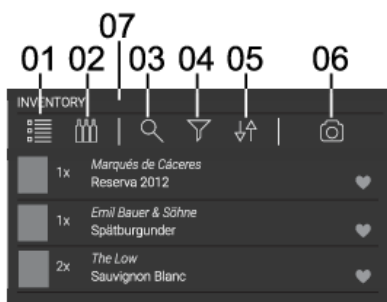 07
01 02 03 04 05 06
INVENTORY
1x Marqués de Cáceres
Reserva 2012
1x Emil Bauer & Söhne
Spätburgunder
2x The Low
Sauvignon Blanc